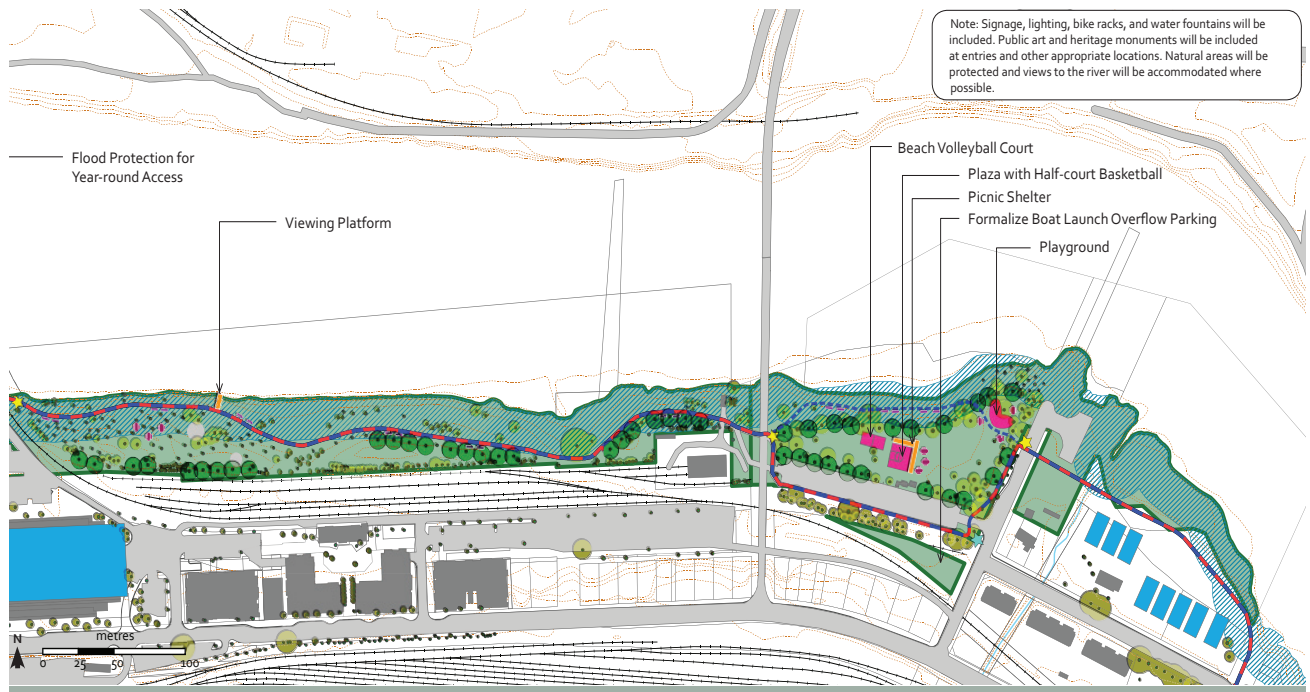 Note: Signage, lighting, bike racks, and water fountains will be
included. Public art and heritage monuments will be included
at entries and other appropriate locations. Natural areas will be
protected and views to the river will be accommodated where
possible.
Flood Protection for
Year-round Access
Viewing Platform
Beach Volleyball Court
Plaza with Half-court Basketball
Picnic Shelter
Formalize Boat Launch Overflow Parking
Playground
N
metres
0 25 50 100